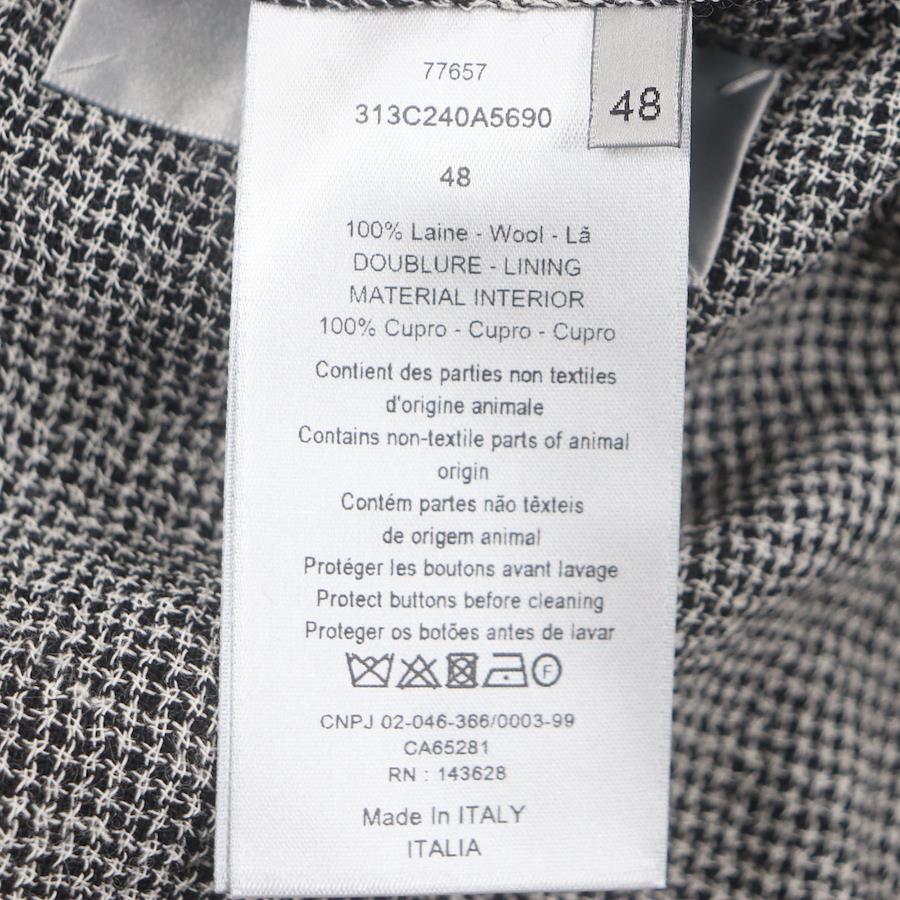 77657
48
313C240A5690
48
100% Laine - Wool - Lã
DOUBLURE - LINING
MATERIAL INTERIOR
100% Cupro - Cupro - Cupro
Contient des parties non textiles
d'origine animale
Contains non-textile parts of animal
origin
Contém partes não têxteis
de origem animal
Protéger les boutons avant lavage
Protect buttons before cleaning
Proteger os botões antes de lavar
F
CNPJ 02-046-366/0003-99
CA65281
RN : 143628
Made In ITALY
ITALIA